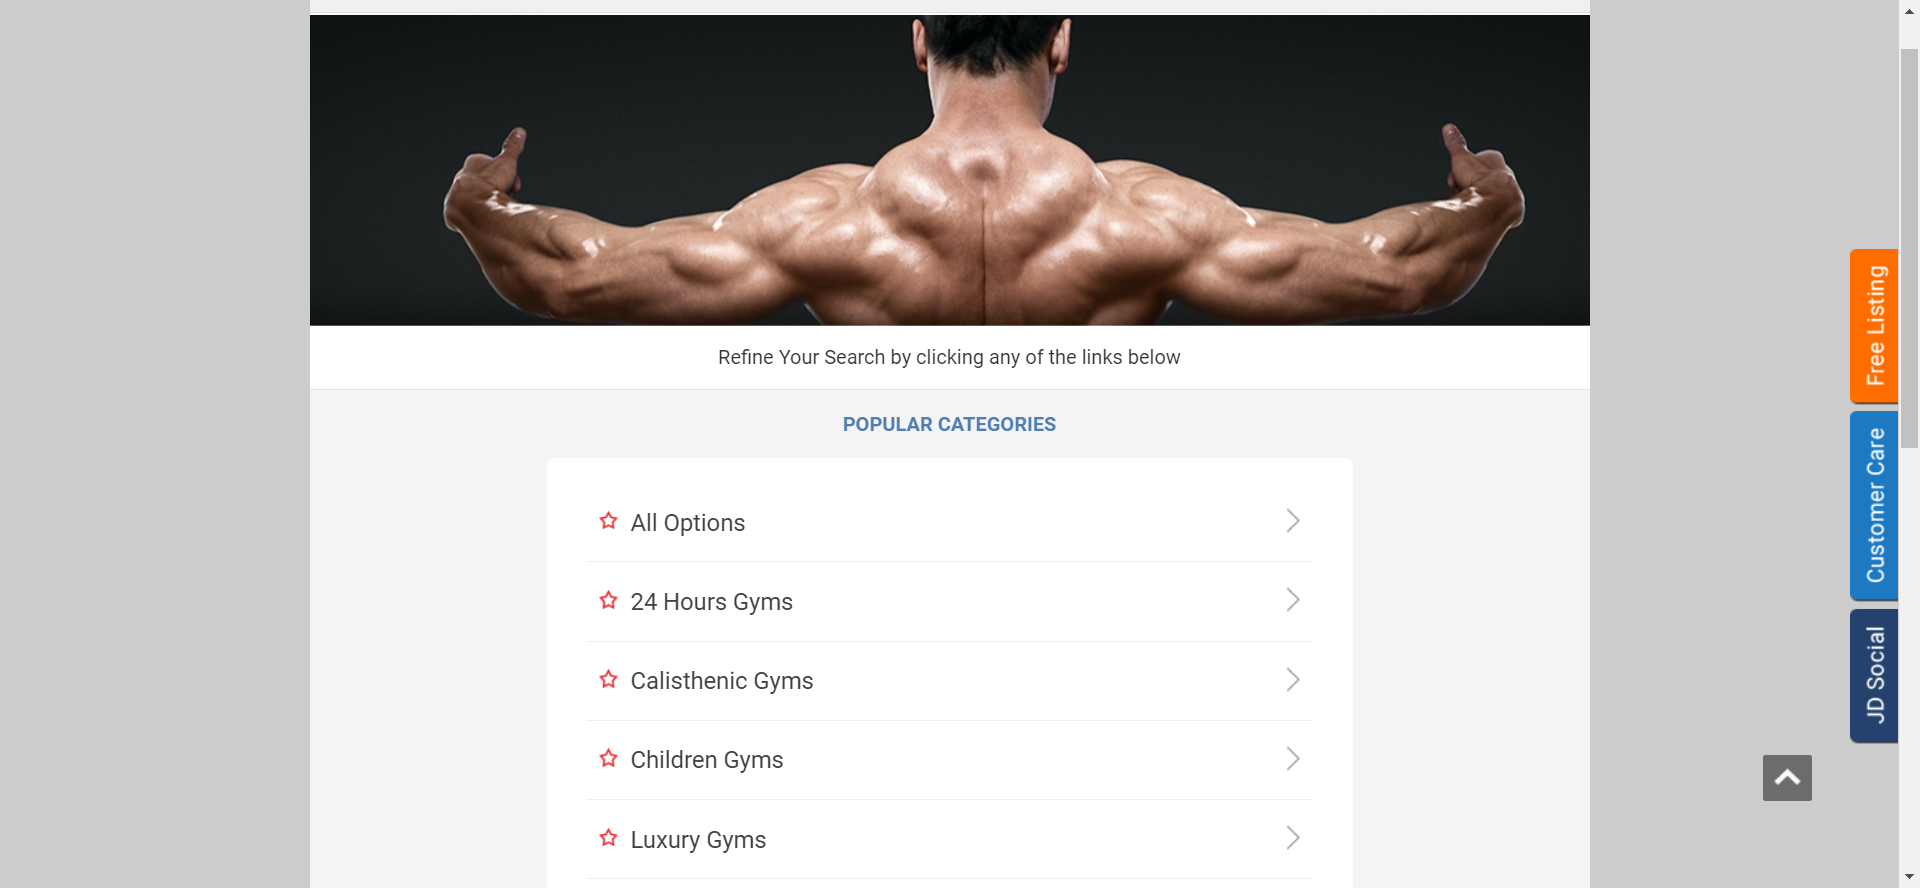 Refine Your Search by clicking any of the links below
POPULAR CATEGORIES
All Options
24 Hours Gyms
Calisthenic Gyms
Children Gyms
Luxury Gyms
Free Listing
Customer Care
JD Social